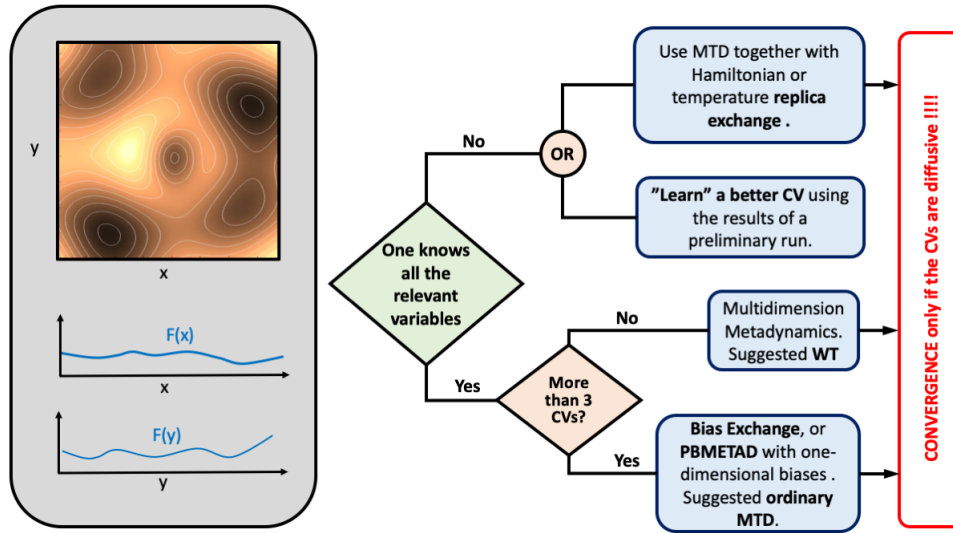 y
x
F(x)
x
F(y)
y
One knows
all the
relevant
variables
No
OR
Use MTD together with
Hamiltonian or
temperature replica
exchange .
”Learn” a better CV using
the results of a
preliminary run.
Yes
More
than 3
CVs?
No
Multidimension
Metadynamics.
Suggested WT
Yes
Bias Exchange, or
PBMETAD with one-
dimensional biases .
Suggested ordinary
MTD.
CONVERGENCE only if the CVs are diffusive !!!!